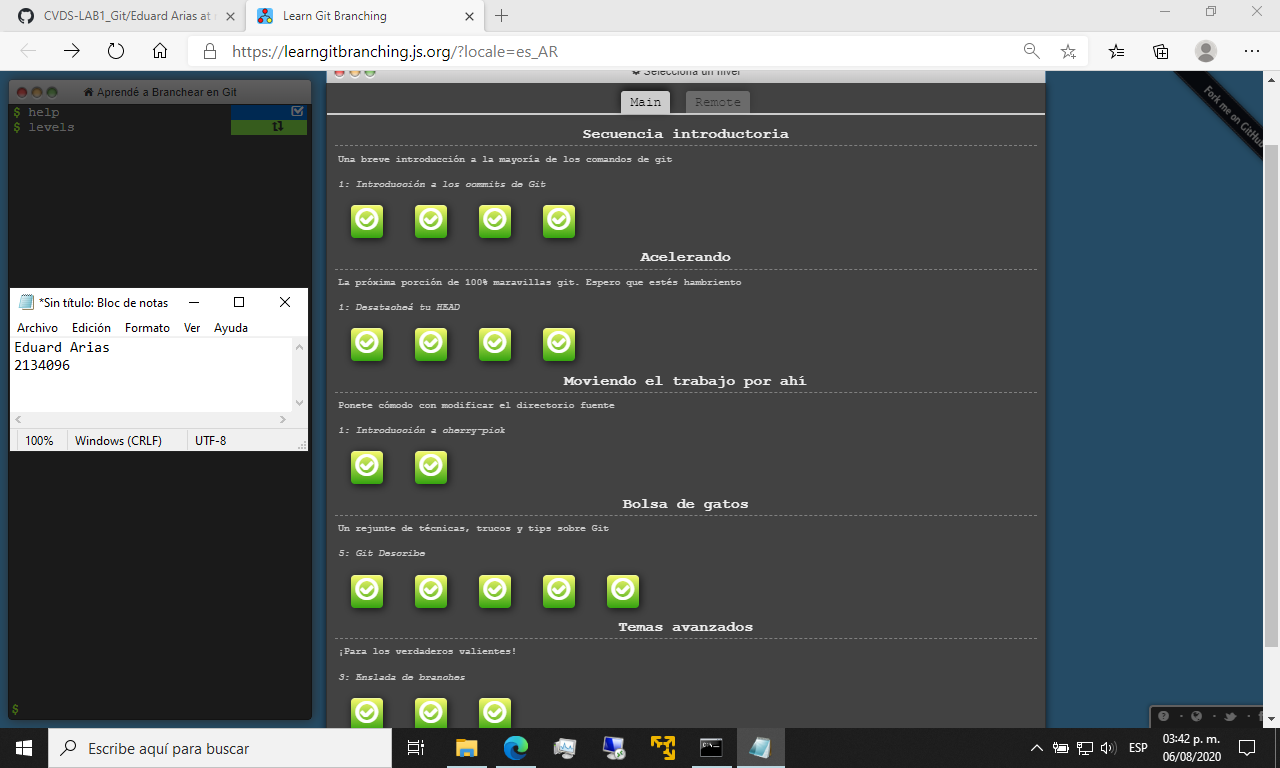 CVDS-LAB1_Git/Eduard Arias at
Learn Git Branching
https://learngitbranching.js.org/?locale=es_AR
Selecciona un nivel
Aprendé a Branchear en Git
$ help
$ levels
$
Main
Remote
Secuencia introductoria
Una breve introducción a la mayoría de los comandos de git
1: Introducción a los commits de Git
Acelerando
La próxima porción de 100% maravillas git. Espero que estés hambriento
1: Desatacheá tu HEAD
Moviendo el trabajo por ahí
Ponete cómodo con modificar el directorio fuente
1: Introducción a cherry-pick
Bolsa de gatos
Un rejunte de técnicas, trucos y tips sobre Git
5: Git Describe
Temas avanzados
¡Para los verdaderos valientes!
3: Enslada de branches
Fork me on GitHub
*Sin título: Bloc de notas
Archivo Edición Formato Ver Ayuda
Eduard Arias
2134096
100% Windows (CRLF) UTF-8
Escribe aquí para buscar
ESP
03:42 p. m.
06/08/2020